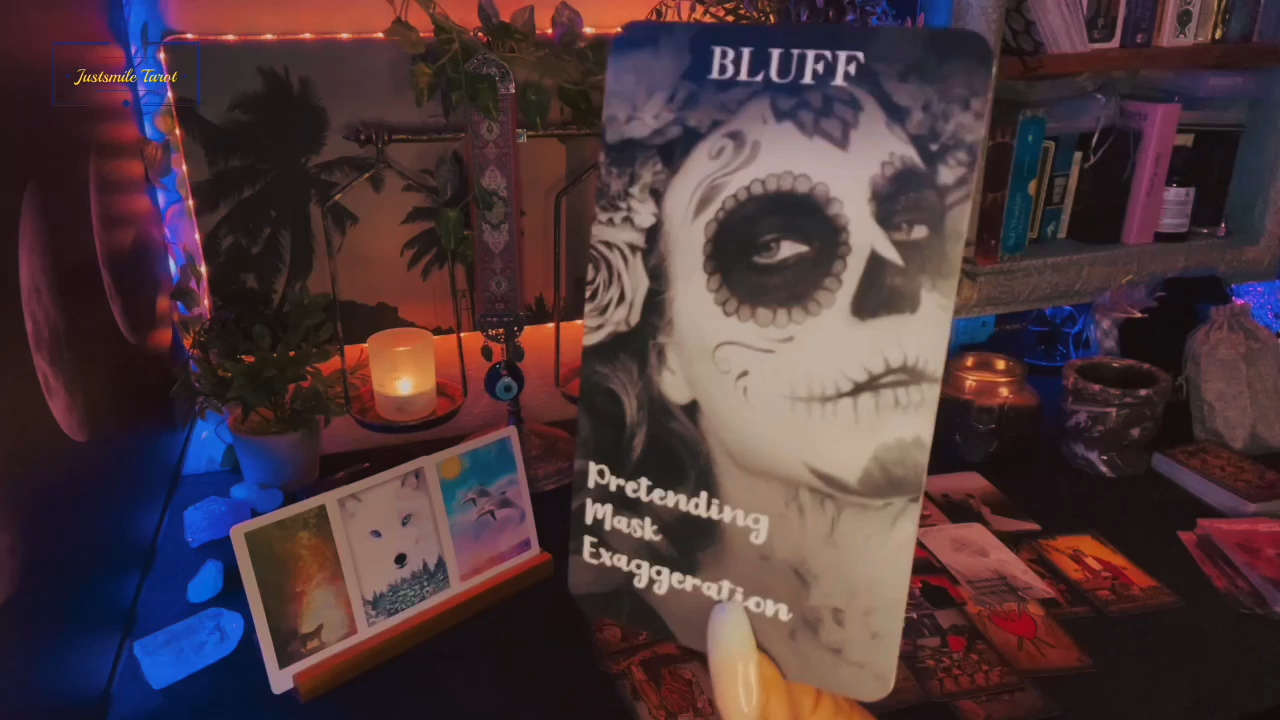 Justsmile Tarot
BLUFF
Pretending
Mask
Exaggeration